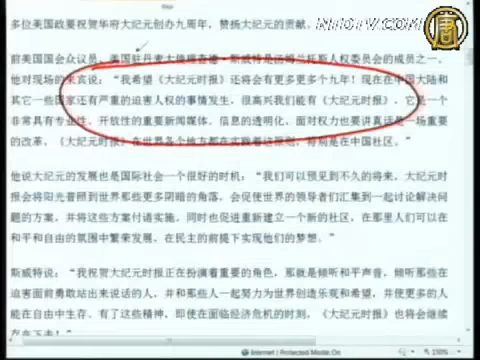 NTDTV.COM
唐
多位美国政要祝贺华府大纪元创办九周年,赞扬大纪元的贡献。
前美国国会众议员、美国驻丹麦大使理查德·斯威特是汤姆兰托斯人权委员会的成员之一。
他对现场的来宾说:“我希望《大纪元时报》还将会有更多更多个九年!现在在中国大陆和
其它一些国家还有严重的迫害人权的事情发生,很高兴我们能有《大纪元时报》,它是一个
非常具有专业性、开放性的重要新闻媒体。信息的透明化、面对权力也要讲真话是一场重要
的改革,《大纪元时报》在世界各个地方都在实践着这原则,特别是在中国社区。”
他说大纪元的发展也是国际社会一个很好的时机:“我们可以预见到不久的将来,大纪元时
报会将阳光普照到世界那些更多阴暗的角落,会促使世界的领导者们汇集到一起讨论解决问
题的方案,并将这些方案付诸实施,同时也促进重新建立一个新的社区,在那里人们可以在
和平和自由的氛围中繁荣发展、在民主的前提下实现他们的梦想。”
斯威特说:“我祝贺大纪元时报正在扮演着重要的角色,那就是倾听和平声音,倾听那些在
迫害面前勇敢站出来说话的人,并和那些人一起努力为世界创造乐观和希望,并使更多的人
能在自由中生存。有了这些精神,即使在面临经济危机的时刻,《大纪元时报》也将会继续
存在下去!”
Internet | Protected Mode: On
150%